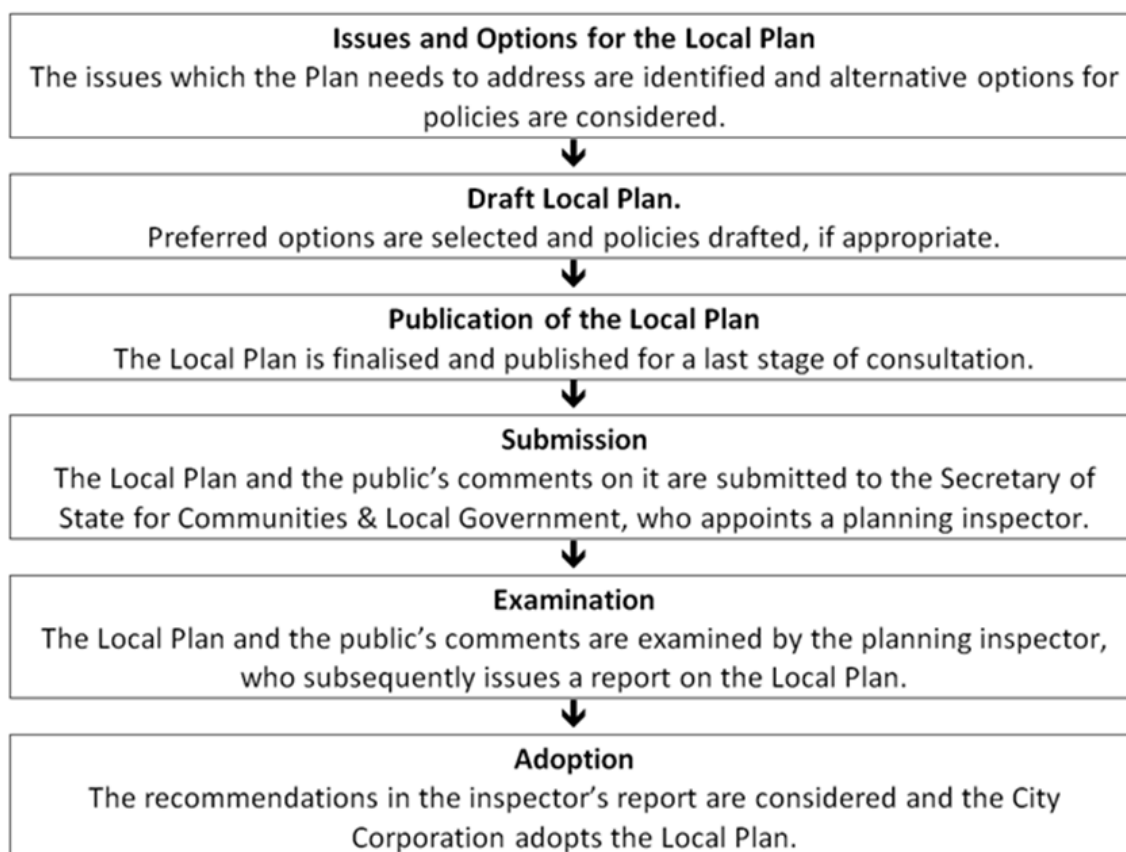 Issues and Options for the Local Plan
The issues which the Plan needs to address are identified and alternative options for
policies are considered.
Draft Local Plan.
Preferred options are selected and policies drafted, if appropriate.
Publication of the Local Plan
The Local Plan is finalised and published for a last stage of consultation.
Submission
The Local Plan and the public’s comments on it are submitted to the Secretary of
State for Communities & Local Government, who appoints a planning inspector.
Examination
The Local Plan and the public’s comments are examined by the planning inspector,
who subsequently issues a report on the Local Plan.
Adoption
The recommendations in the inspector’s report are considered and the City
Corporation adopts the Local Plan.